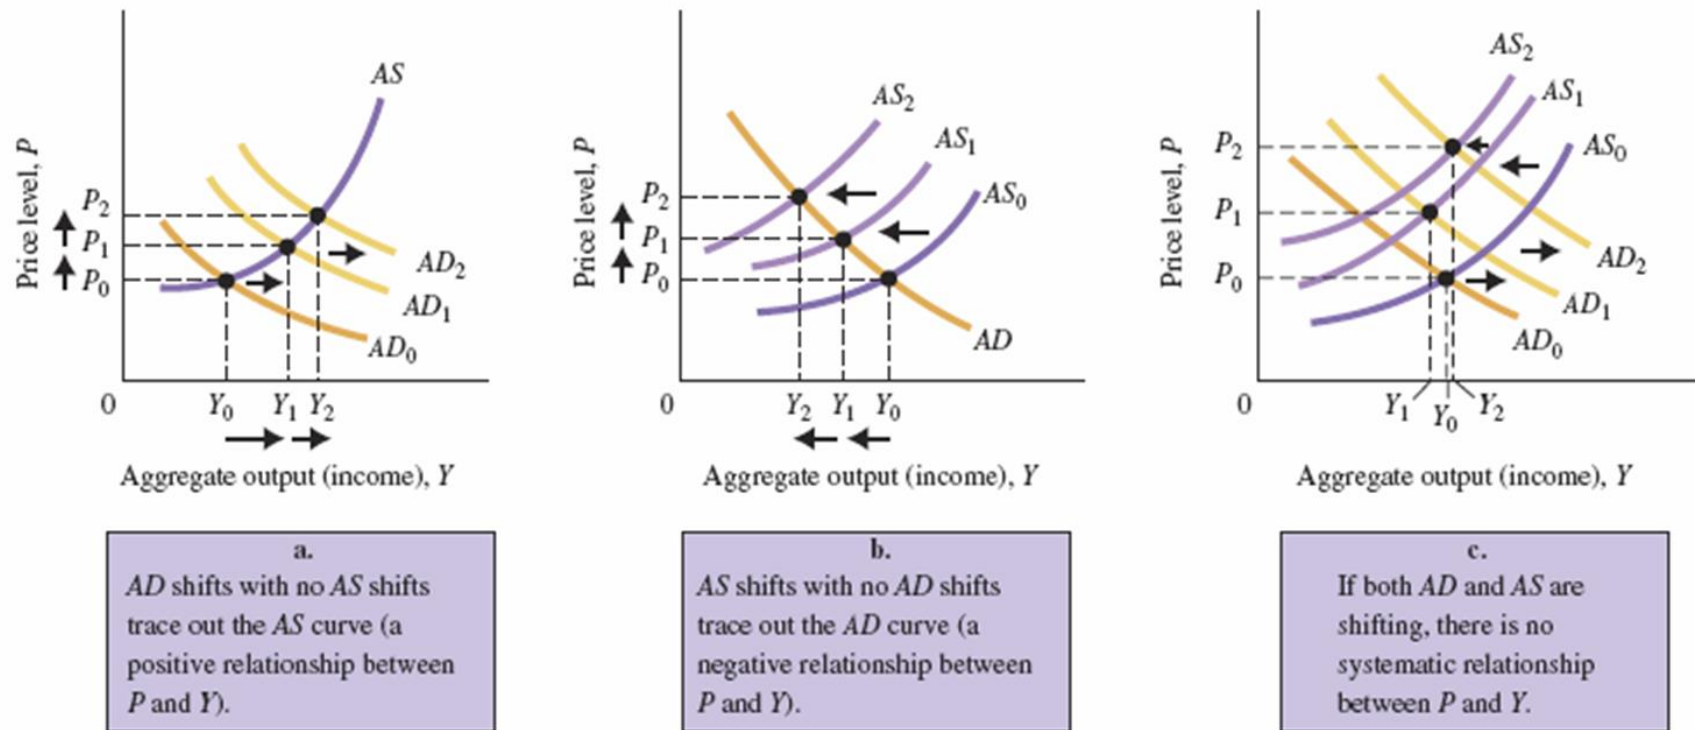 Price level, P
P₂
P₁
P₀
AS
AD₂
AD₁
AD₀
0
Y₀
Y₁
Y₂
Aggregate output (income), Y
a.
AD shifts with no AS shifts
trace out the AS curve (a
positive relationship between
P and Y).
Price level, P
P₂
P₁
P₀
AS₂
AS₁
AS₀
AD
0
Y₂
Y₁
Y₀
Aggregate output (income), Y
b.
AS shifts with no AD shifts
trace out the AD curve (a
negative relationship between
P and Y).
Price level, P
P₂
P₁
P₀
AS₂
AS₁
AS₀
AD₂
AD₁
AD₀
0
Y₁
Y₀
Y₂
Aggregate output (income), Y
c.
If both AD and AS are
shifting, there is no
systematic relationship
between P and Y.